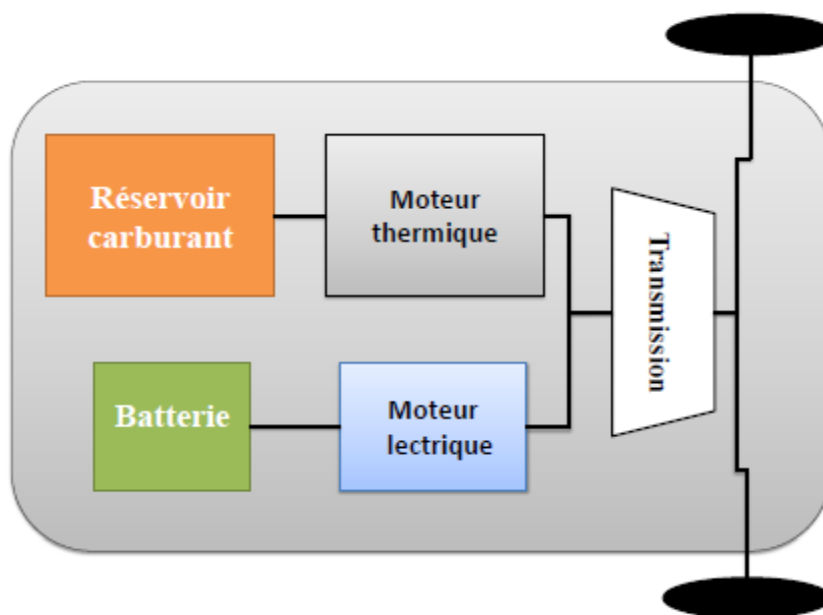 Réservoir
carburant
Moteur
thermique
Transmission
Batterie
Moteur
lectrique